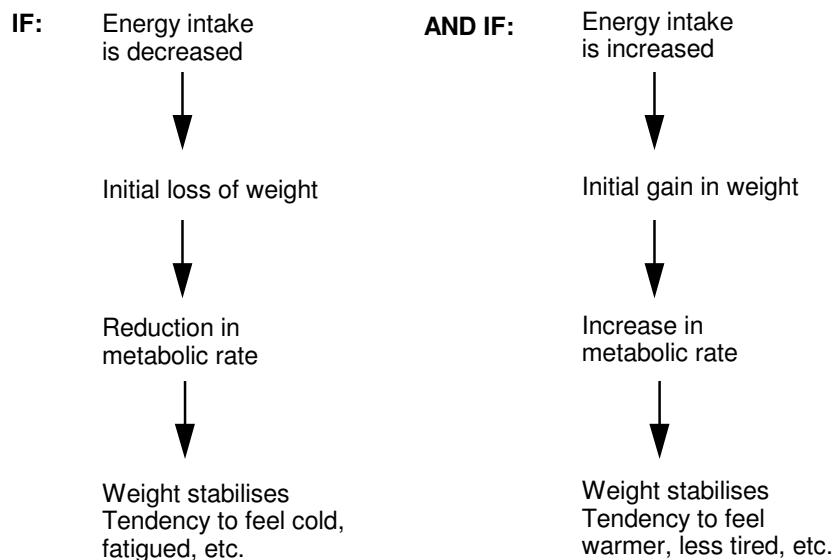 IF:
Energy intake
is decreased
Initial loss of weight
Reduction in
metabolic rate
Weight stabilises
Tendency to feel cold,
fatigued, etc.
AND IF:
Energy intake
is increased
Initial gain in weight
Increase in
metabolic rate
Weight stabilises
Tendency to feel
warmer, less tired, etc.